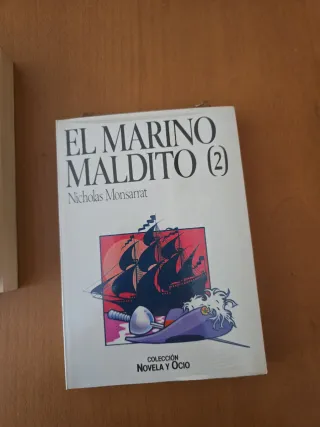 EL MARINO
MALDITO (2)
Nicholas Monsarrat
COLECCIÓN
NOVELA Y OCIO